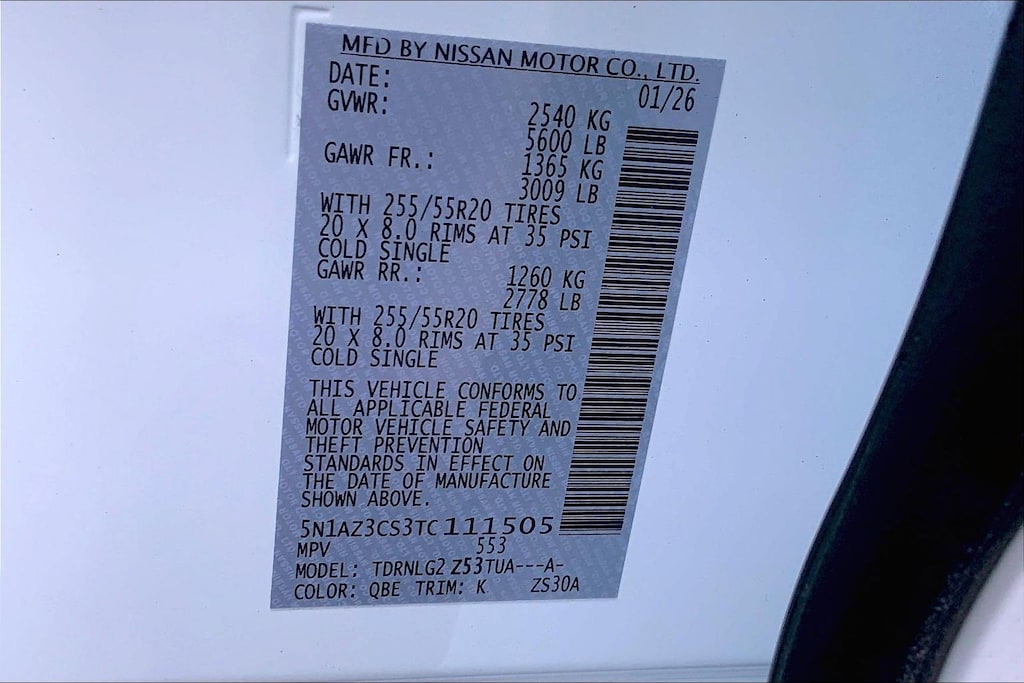 MFD BY NISSAN MOTOR CO., LTD.
DATE: 01/26
GVWR: 2540 KG
5600 LB
GAWR FR.: 1365 KG
3009 LB
WITH 255/55R20 TIRES
20 X 8.0 RIMS AT 35 PSI
COLD SINGLE
GAWR RR.: 1260 KG
2778 LB
WITH 255/55R20 TIRES
20 X 8.0 RIMS AT 35 PSI
COLD SINGLE
THIS VEHICLE CONFORMS TO
ALL APPLICABLE FEDERAL
MOTOR VEHICLE SAFETY AND
THEFT PREVENTION
STANDARDS IN EFFECT ON
THE DATE OF MANUFACTURE
SHOWN ABOVE.
5N1AZ3CS3TC111505
MPV 553
MODEL: TDRNLG2 Z53TUA---A-
COLOR: QBE TRIM: K ZS30A